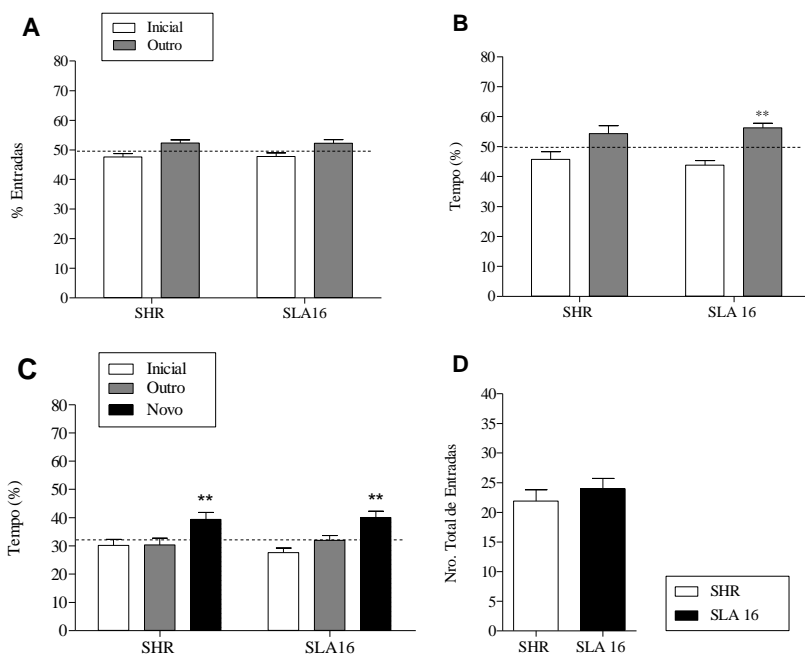 A
Inicial
Outro
% Entradas
80
70
60
50
40
30
20
10
0
SHR
SLA16
B
Tempo (%)
80
70
60
50
40
30
20
10
0
**
SHR
SLA 16
C
Inicial
Outro
Novo
Tempo (%)
80
70
60
50
40
30
20
10
0
**
**
SHR
SLA16
D
Nro. Total de Entradas
40
35
30
25
20
15
10
5
0
SHR
SLA 16
SHR
SLA 16